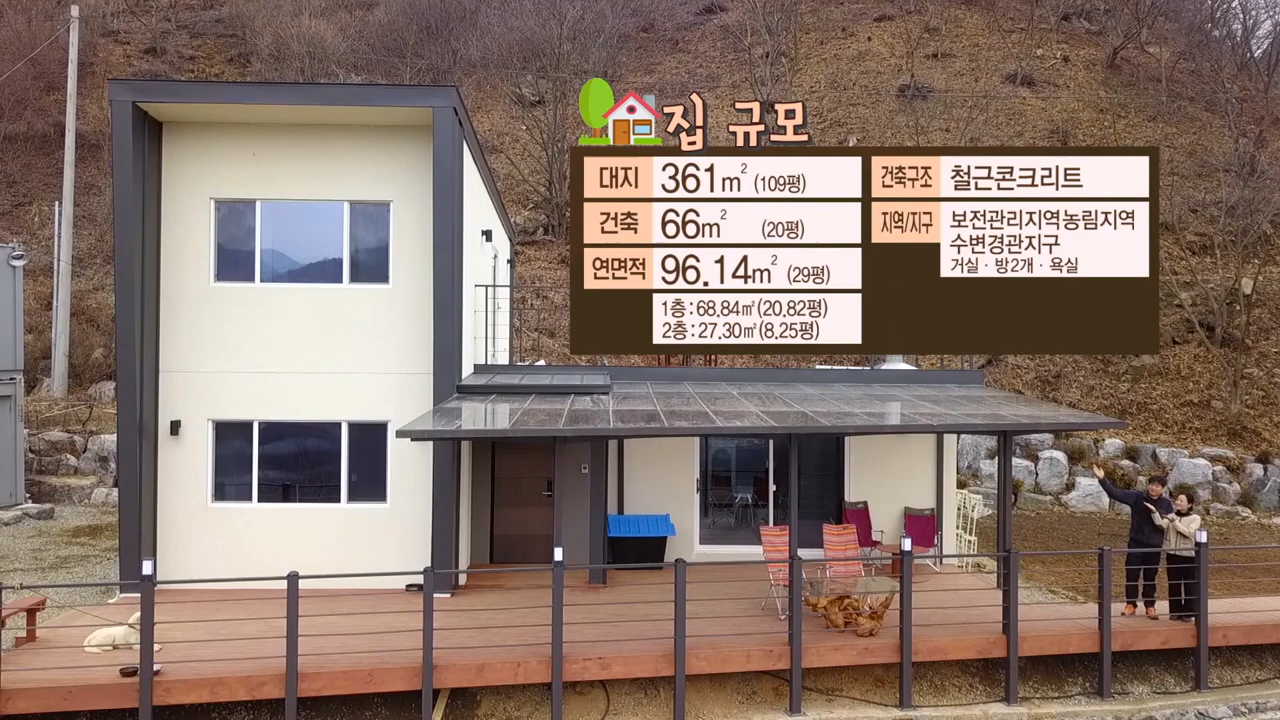 집 규모
대지 361m² (109평)
건축 66m² (20평)
연면적 96.14m² (29평)
1층:68.84㎡(20.82평)
2층:27.30㎡(8.25평)
건축구조 철근콘크리트
지역/지구 보전관리지역농림지역
수변경관지구
거실 · 방2개 · 욕실